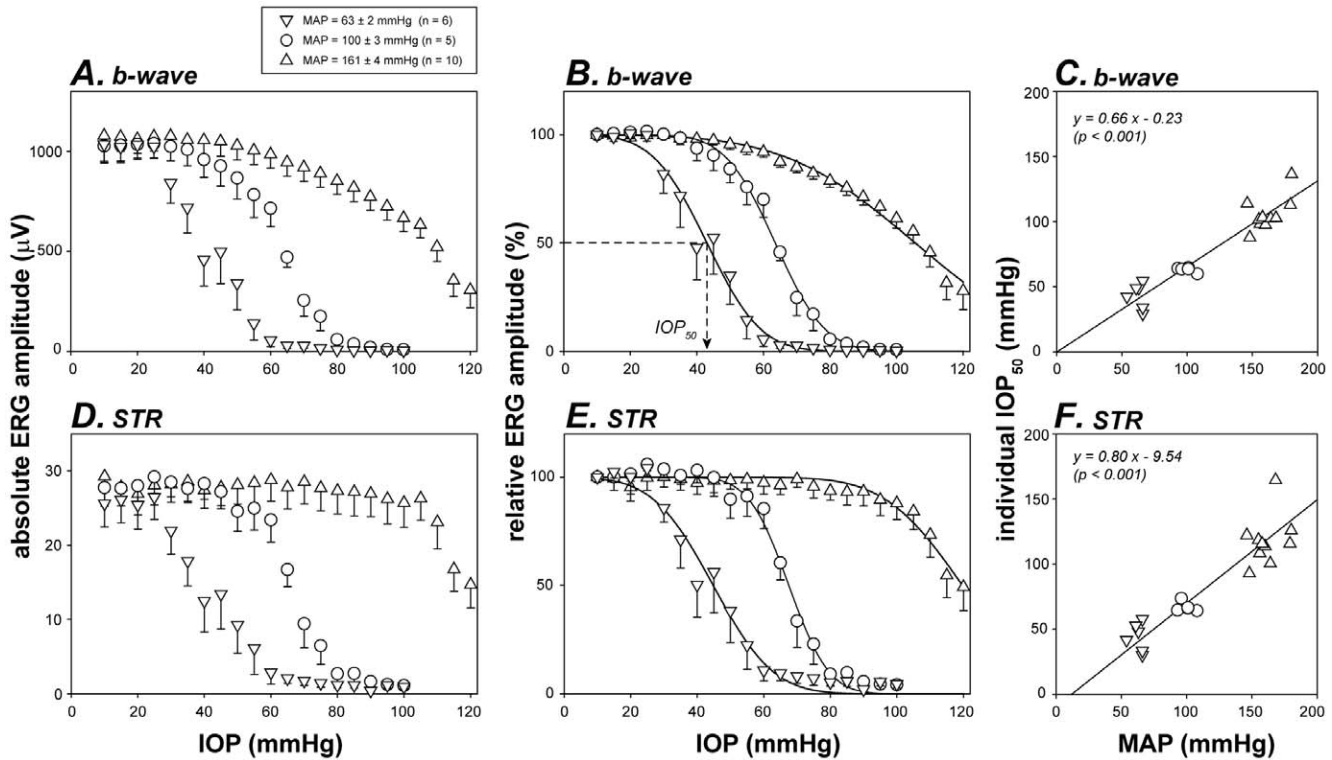 ▽ MAP = 63 ± 2 mmHg (n = 6)
○ MAP = 100 ± 3 mmHg (n = 5)
△ MAP = 161 ± 4 mmHg (n = 10)
A. b-wave
absolute ERG amplitude (µV)
1000
500
0
0 20 40 60 80 100 120
B. b-wave
relative ERG amplitude (%)
100
50
0
IOP50
0 20 40 60 80 100 120
C. b-wave
individual IOP50 (mmHg)
200
150
100
50
0
y = 0.66 x - 0.23
(p < 0.001)
0 50 100 150 200
D. STR
30
20
10
0
0 20 40 60 80 100 120
IOP (mmHg)
E. STR
100
50
0
0 20 40 60 80 100 120
IOP (mmHg)
F. STR
200
150
100
50
0
y = 0.80 x - 9.54
(p < 0.001)
0 50 100 150 200
MAP (mmHg)